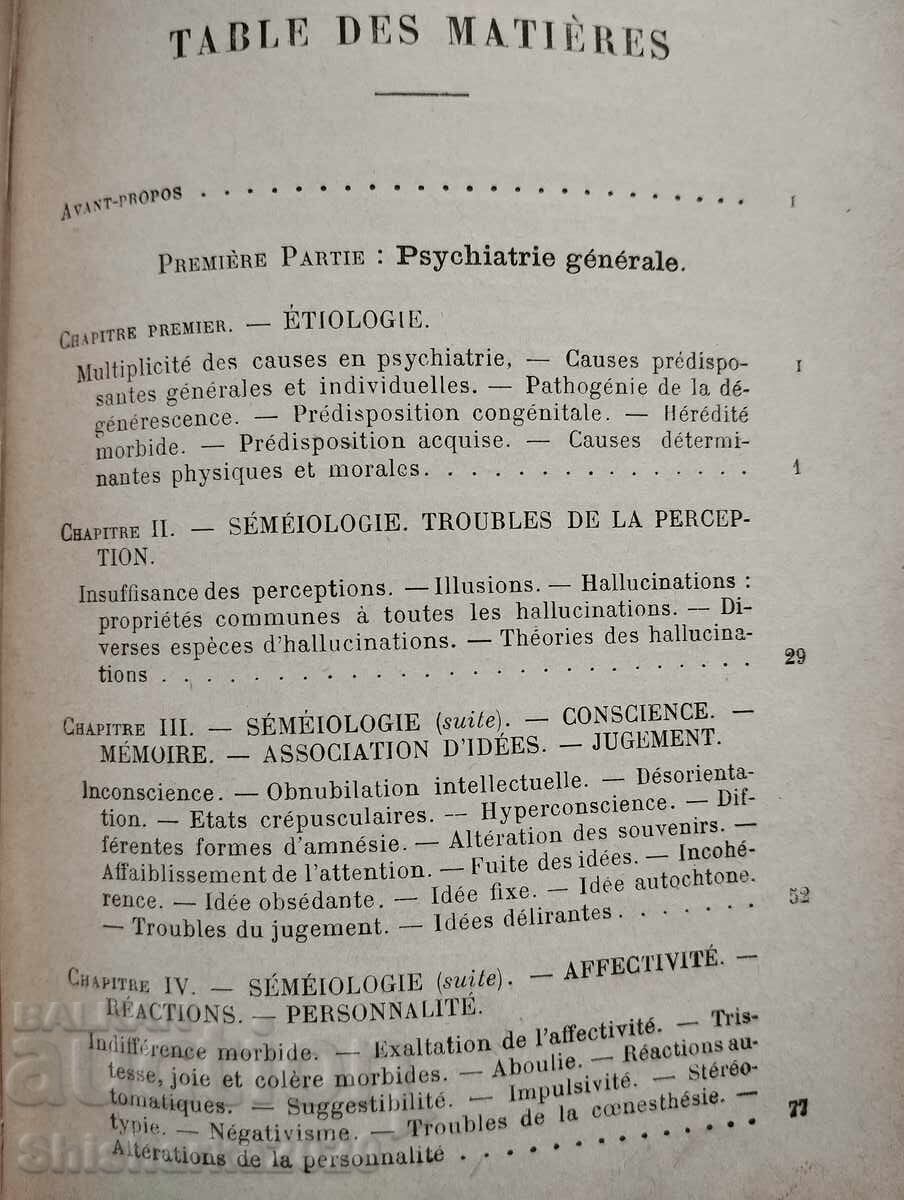 TABLE DES MATIÈRES
AVANT-PROPOS . . . . . . . . . . . . . . . . . . . . . . . . I
PREMIÈRE PARTIE : Psychiatrie générale.
CHAPITRE PREMIER. — ÉTIOLOGIE.
Multiplicité des causes en psychiatrie, — Causes prédispo- I
santes générales et individuelles. — Pathogénie de la dé-
générescence. — Prédisposition congénitale. — Hérédité
morbide. — Prédisposition acquise. — Causes détermi-
nantes physiques et morales. . . . . . . . . . . . . . . 1
CHAPITRE II. — SÉMÉIOLOGIE. TROUBLES DE LA PERCEP-
TION.
Insuffisance des perceptions. — Illusions. — Hallucinations :
propriétés communes à toutes les hallucinations. — Di-
verses espèces d'hallucinations. — Théories des hallucina-
tions . . . . . . . . . . . . . . . . . . . . . . . 29
CHAPITRE III. — SÉMÉIOLOGIE (suite). — CONSCIENCE. —
MÉMOIRE. — ASSOCIATION D'IDÉES. — JUGEMENT.
Inconscience. — Obnubilation intellectuelle. — Désorienta-
tion. — Etats crépusculaires. — Hyperconscience. — Dif-
férentes formes d'amnésie. — Altération des souvenirs. —
Affaiblissement de l'attention. — Fuite des idées. — Incohé-
rence. — Idée obsédante. — Idée fixe. — Idée autochtone.
— Troubles du jugement. — Idées délirantes . . . . . . . 52
CHAPITRE IV. — SÉMÉIOLOGIE (suite). — AFFECTIVITÉ. —
RÉACTIONS. — PERSONNALITÉ.
Indifférence morbide. — Exaltation de l'affectivité. — Tris-
tesse, joie et colère morbides. — Aboulie. — Réactions au-
tomatiques. — Suggestibilité. — Impulsivité. — Stéréo-
typie. — Négativisme. — Troubles de la cœnesthésie. —
Altérations de la personnalité . . . . . . . . . . . . . 77